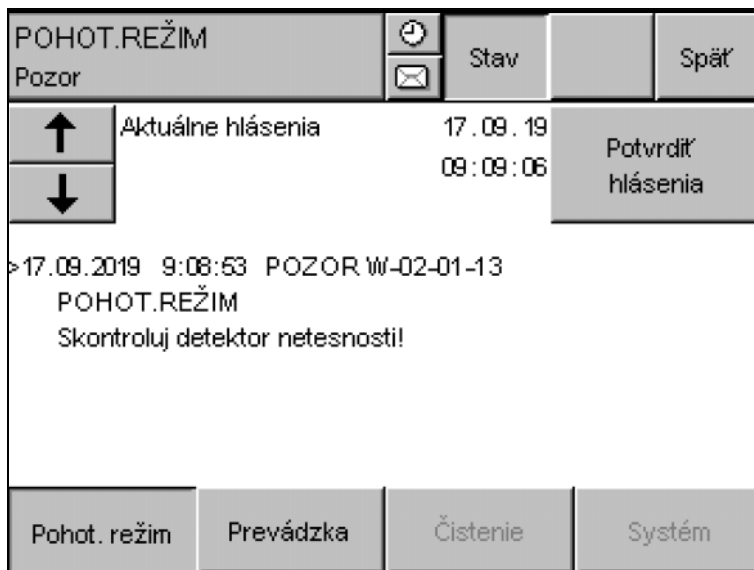 POHOT.REŽIM
Pozor
Stav
Späť
Aktuálne hlásenia
17.09.19
09:09:06
Potvrdiť
hlásenia
>17.09.2019 9:08:53 POZOR W-02-01-13
POHOT.REŽIM
Skontroluj detektor netesnosti!
Pohot. režim
Prevádzka
Čistenie
Systém